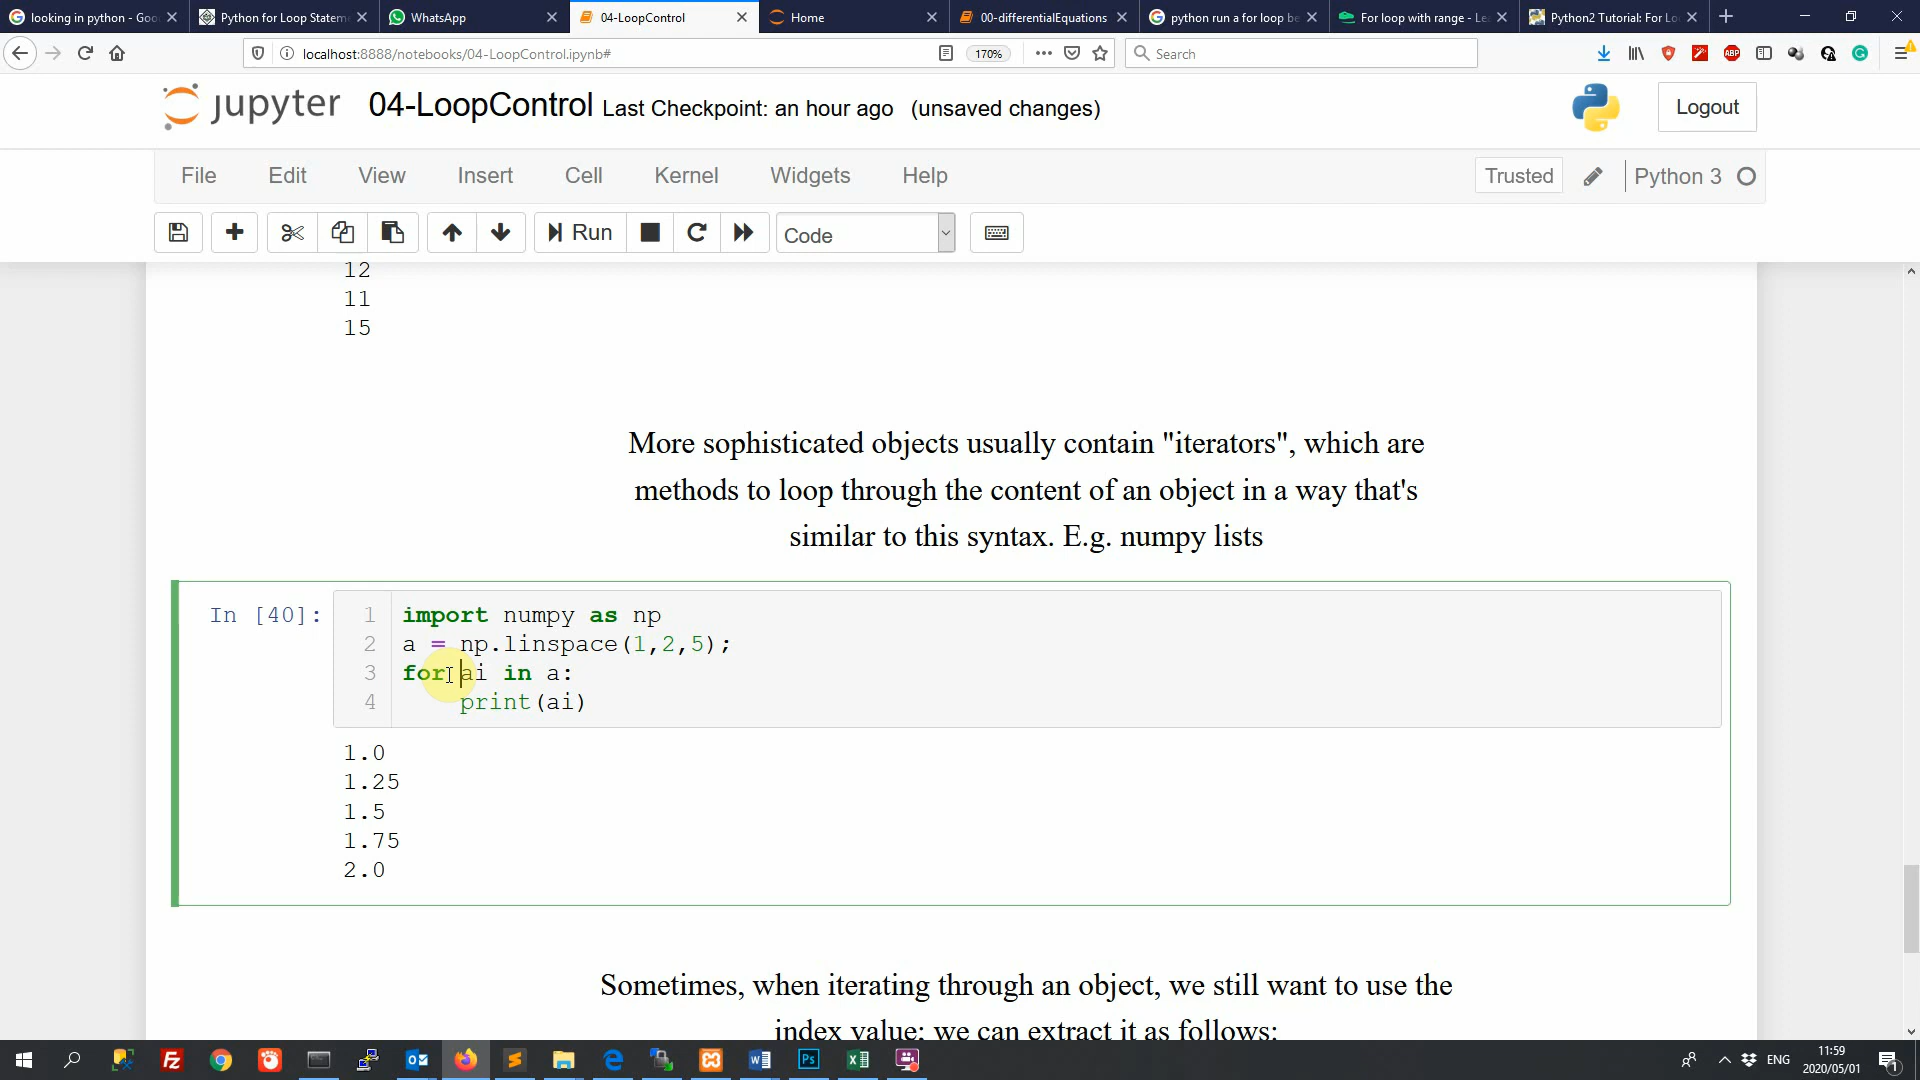 looking in python - Goo
Python for Loop Stateme
WhatsApp
04-LoopControl
Home
00-differentialEquations
python run a for loop be
For loop with range - Le
Python2 Tutorial: For Lo
localhost:8888/notebooks/04-LoopControl.ipynb#
170%
Search
ABP
jupyter 04-LoopControl Last Checkpoint: an hour ago (unsaved changes)
Logout
File Edit View Insert Cell Kernel Widgets Help
Trusted
Python 3
Run
Code
12
11
15
More sophisticated objects usually contain "iterators", which are
methods to loop through the content of an object in a way that's
similar to this syntax. E.g. numpy lists
In [40]:
1 import numpy as np
2 a = np.linspace(1,2,5);
3 for ai in a:
4 print(ai)
1.0
1.25
1.5
1.75
2.0
Sometimes, when iterating through an object, we still want to use the
index value; we can extract it as follows:
ENG
11:59
2020/05/01
1